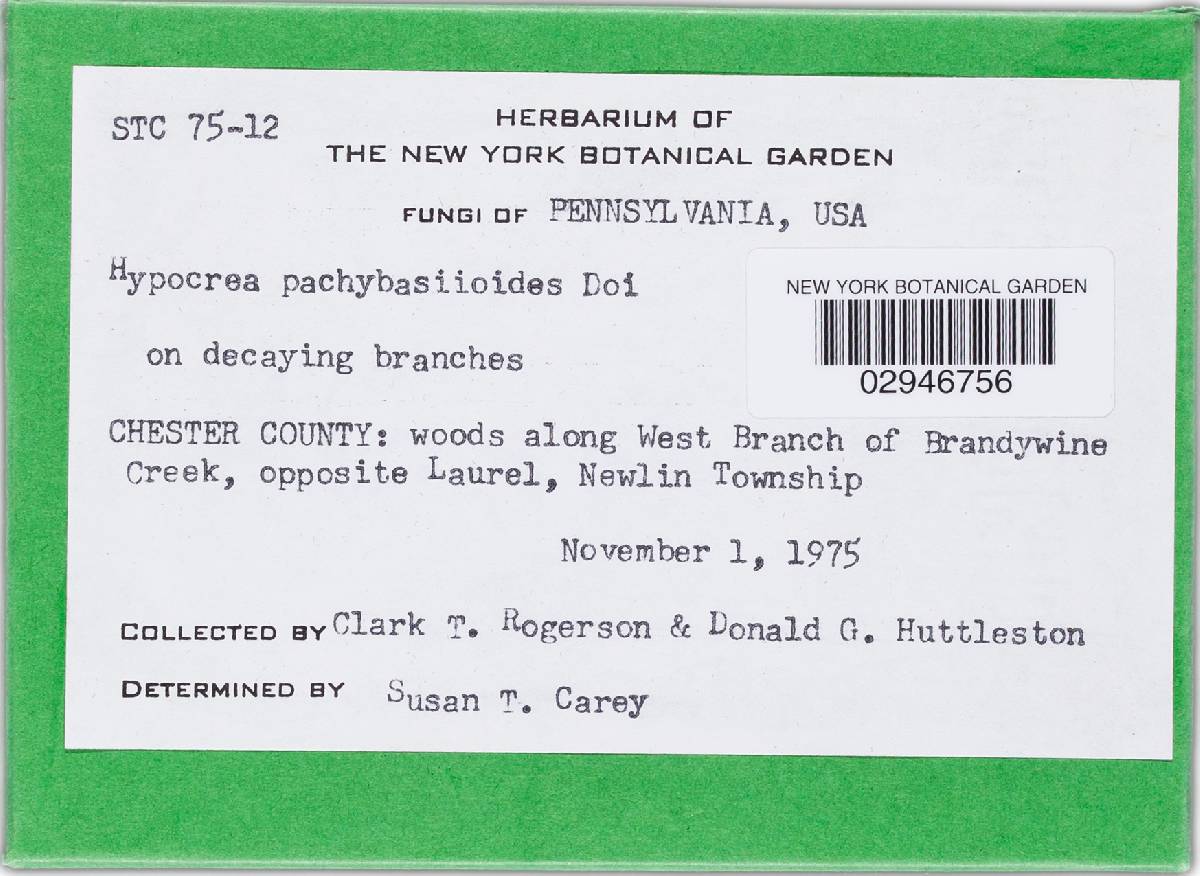 STC 75-12
HERBARIUM OF
THE NEW YORK BOTANICAL GARDEN
FUNGI OF PENNSYLVANIA, USA
Hypocrea pachybasiioides Doi
NEW YORK BOTANICAL GARDEN
02946756
on decaying branches
CHESTER COUNTY: woods along West Branch of Brandywine
Creek, opposite Laurel, Newlin Township
November 1, 1975
COLLECTED BY Clark T. Rogerson & Donald G. Huttleston
DETERMINED BY Susan T. Carey